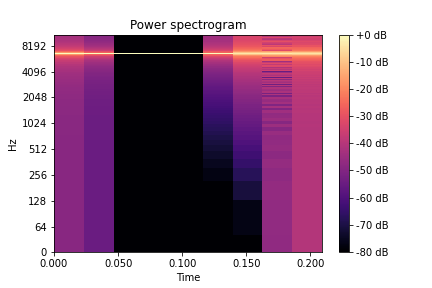 Power spectrogram
8192
4096
2048
1024
512
256
128
64
0
Hz
0.000 0.050 0.100 0.150 0.200
Time
+0 dB
-10 dB
-20 dB
-30 dB
-40 dB
-50 dB
-60 dB
-70 dB
-80 dB